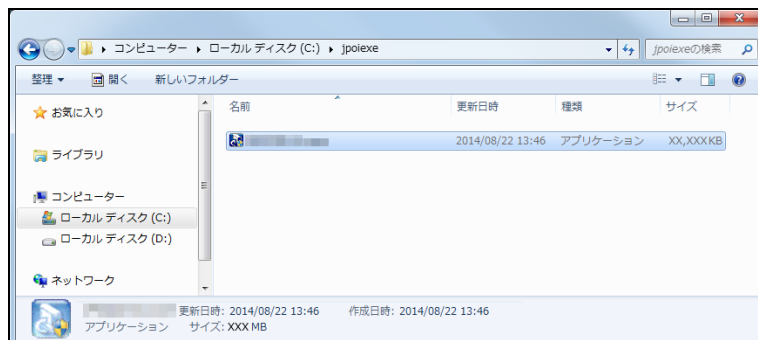 コンピューター ▸ ローカル ディスク (C:) ▸ jpoiexe
jpoiexeの検索
整理 開く 新しいフォルダー
名前 更新日時 種類 サイズ
お気に入り
2014/08/22 13:46 アプリケーション XX,XXX KB
ライブラリ
コンピューター
ローカル ディスク (C:)
ローカル ディスク (D:)
ネットワーク
更新日時: 2014/08/22 13:46 作成日時: 2014/08/22 13:46
アプリケーション サイズ: XXX MB